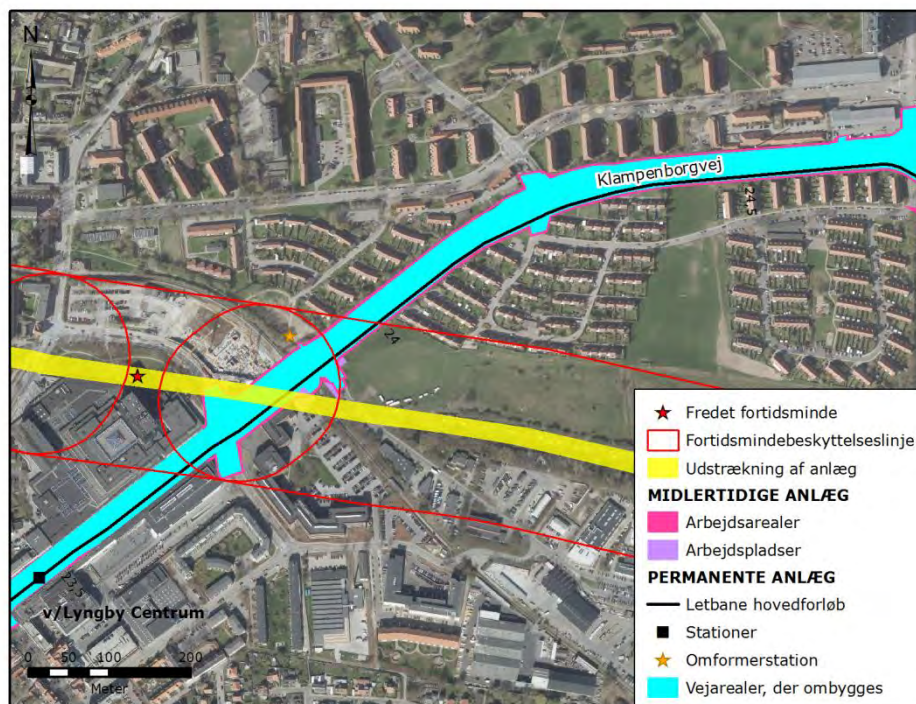 N
Klampenborgvej
24,5
24
23,5
v/Lyngby Centrum
0 50 100 200
Meter
Fredet fortidsminde
Fortidsmindebeskyttelseslinje
Udstrækning af anlæg
MIDLERTIDIGE ANLÆG
Arbejdsarealer
Arbejdspladser
PERMANENTE ANLÆG
Letbane hovedforløb
Stationer
Omformerstation
Vejarealer, der ombygges